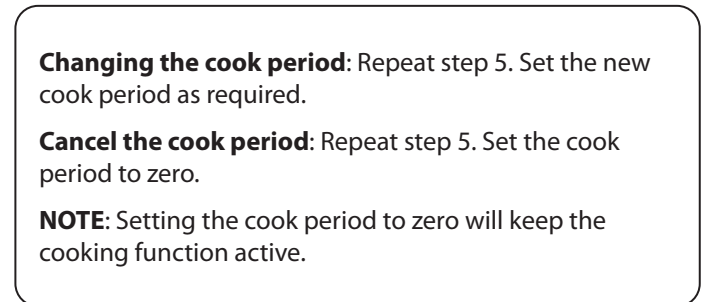 Changing the cook period: Repeat step 5. Set the new
cook period as required.
Cancel the cook period: Repeat step 5. Set the cook
period to zero.
NOTE: Setting the cook period to zero will keep the
cooking function active.